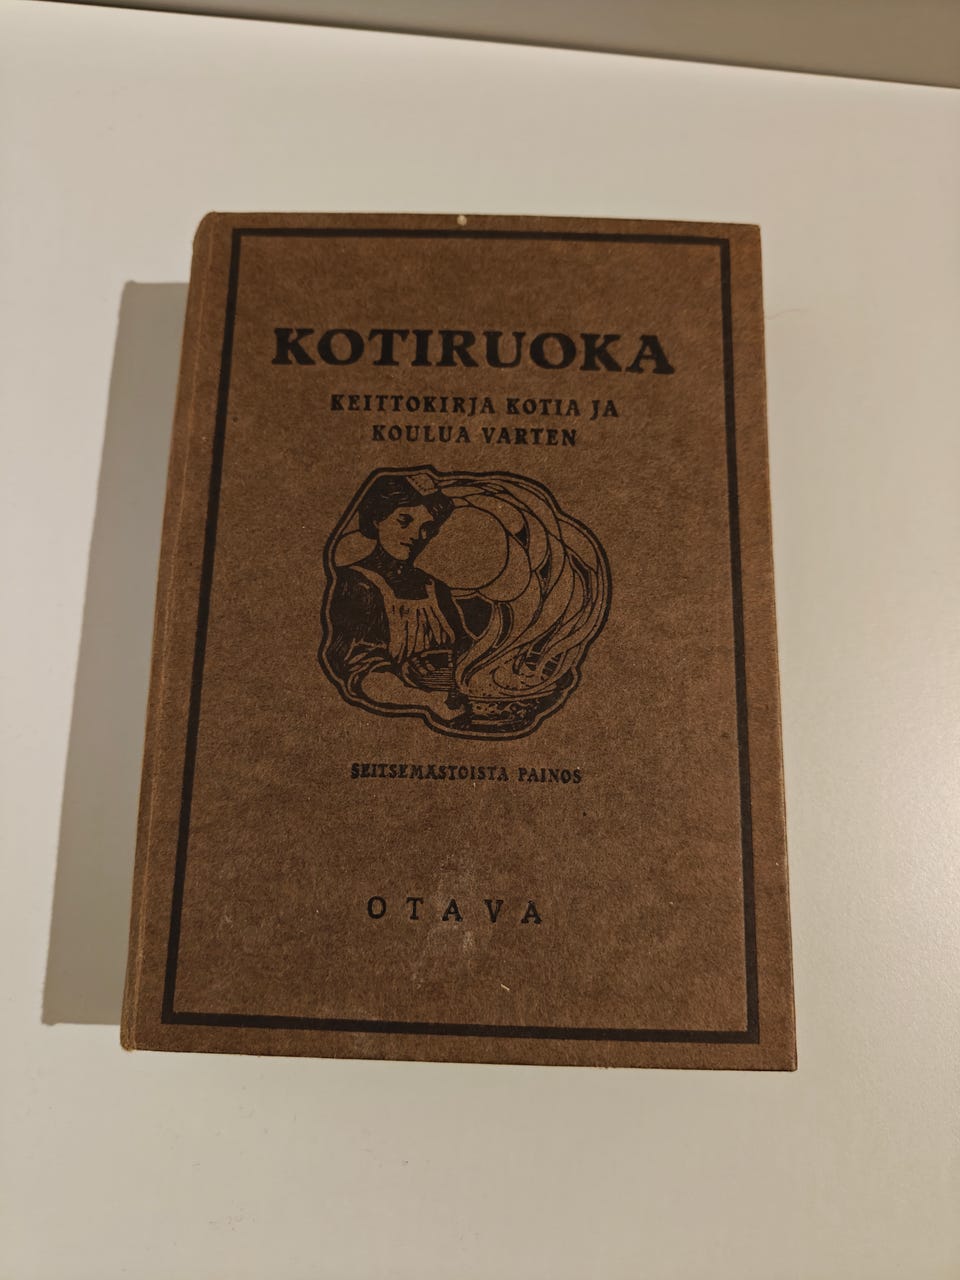 KOTIRUOKA
KEITTOKIRJA KOTIA JA
KOULUA VARTEN
SEITSEMÄSTOISTA PAINOS
OTAVA